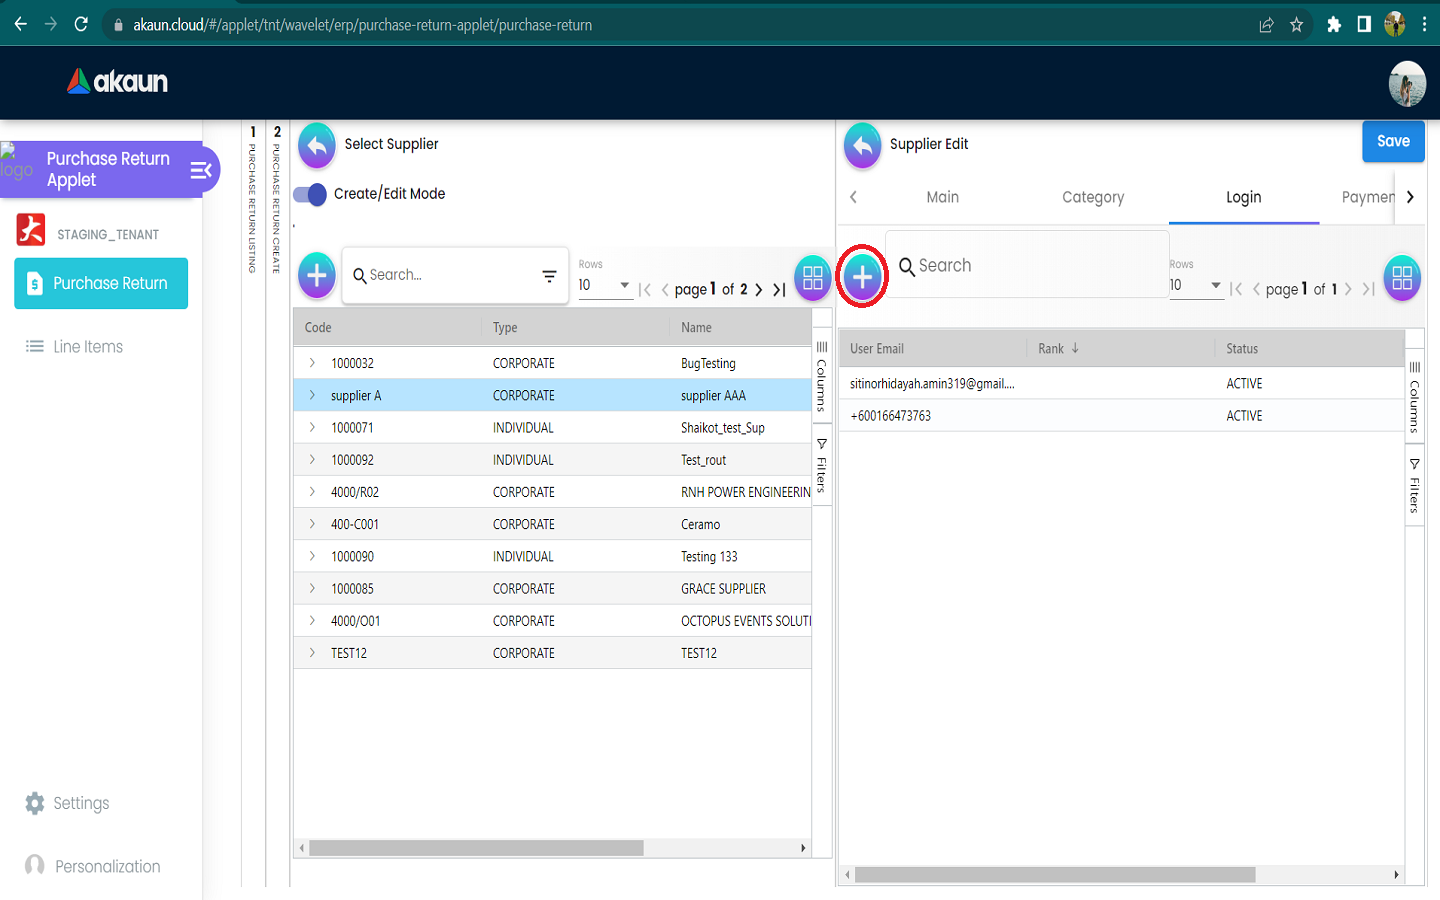 akaun.cloud/#/applet/tnt/wavelet/erp/purchase-return-applet/purchase-return
akaun
logo
Purchase Return
Applet
STAGING_TENANT
Purchase Return
Line Items
Settings
Personalization
1 PURCHASE RETURN LISTING
2 PURCHASE RETURN CREATE
Select Supplier
Create/Edit Mode
Search...
Rows
10
page 1 of 2
Code Type Name
1000032 CORPORATE BugTesting
supplier A CORPORATE supplier AAA
1000071 INDIVIDUAL Shaikot_test_Sup
1000092 INDIVIDUAL Test_rout
4000/R02 CORPORATE RNH POWER ENGINEERIN
400-C001 CORPORATE Ceramo
1000090 INDIVIDUAL Testing 133
1000085 CORPORATE GRACE SUPPLIER
4000/O01 CORPORATE OCTOPUS EVENTS SOLUTI
TEST12 CORPORATE TEST12
Columns
Filters
Supplier Edit
Save
Main Category Login Paymen
Search
Rows
10
page 1 of 1
User Email Rank Status
sitinorhidayah.amin319@gmail.... ACTIVE
+600166473763 ACTIVE
Columns
Filters